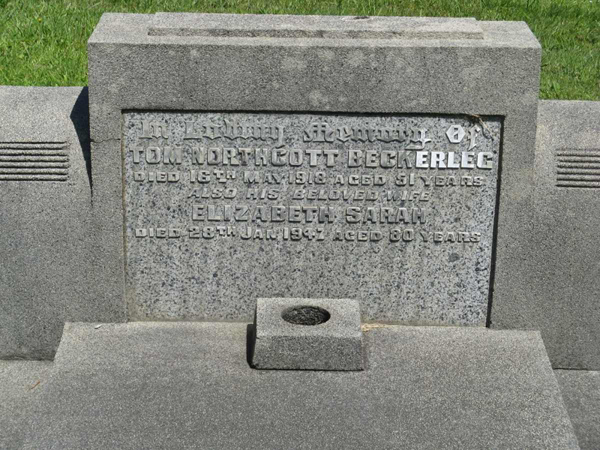 In Loving Memory Of
TOM NORTHCOTT BECKERLEG
DIED 16TH MAY 1918 AGED 91 YEARS
ALSO HIS BELOVED WIFE
ELIZABETH SARAH
DIED 28TH JAN. 1947 AGED 80 YEARS